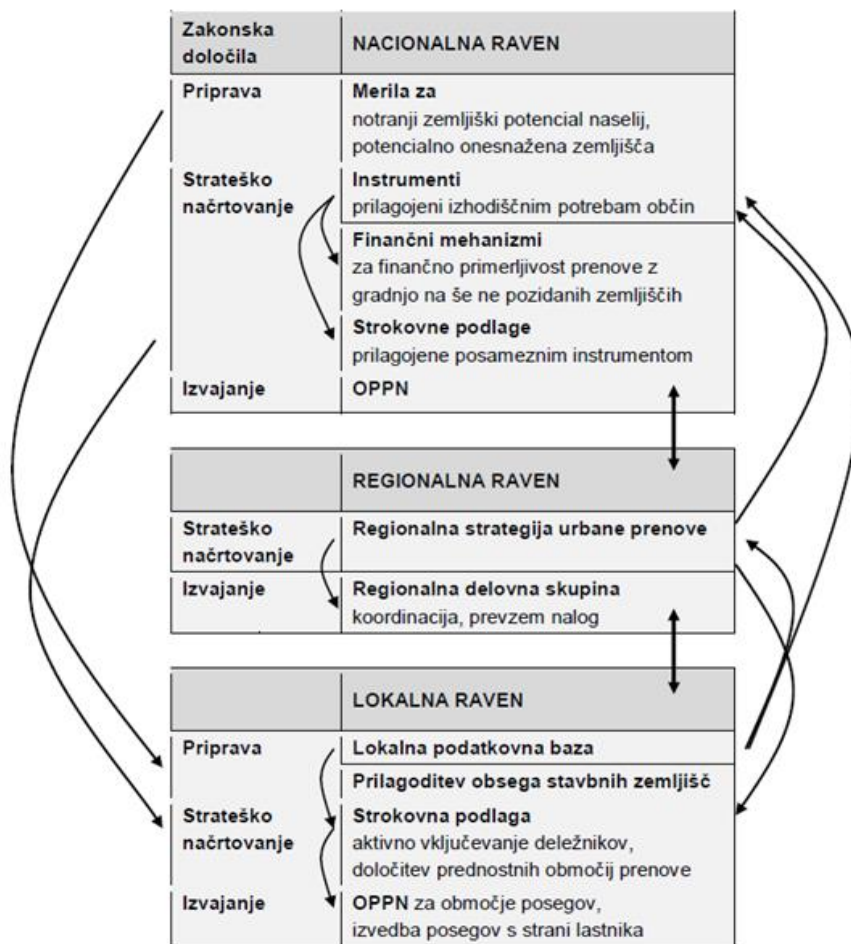 Zakonska
določila
NACIONALNA RAVEN
Priprava
Merila za
notranji zemljiški potencial naselij,
potencialno onesnažena zemljišča
Strateško
načrtovanje
Instrumenti
prilagojeni izhodiščnim potrebam občin
Finančni mehanizmi
za finančno primerljivost prenove z
gradnjo na še ne pozidanih zemljiščih
Strokovne podlage
prilagojene posameznim instrumentom
Izvajanje
OPPN
REGIONALNA RAVEN
Strateško
načrtovanje
Regionalna strategija urbane prenove
Izvajanje
Regionalna delovna skupina
koordinacija, prevzem nalog
LOKALNA RAVEN
Priprava
Lokalna podatkovna baza
Prilagoditev obsega stavbnih zemljišč
Strateško
načrtovanje
Strokovna podlaga
aktivno vključevanje deležnikov,
določitev prednostnih območij prenove
Izvajanje
OPPN za območje posegov,
izvedba posegov s strani lastnika